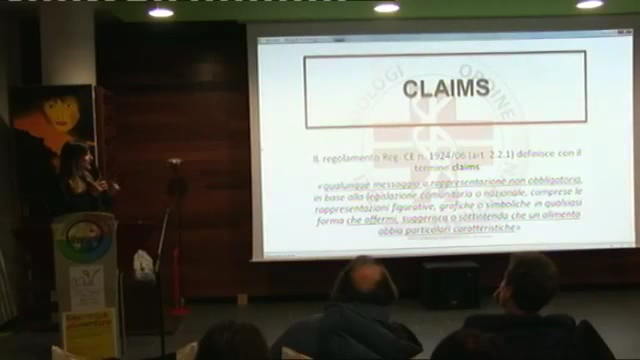 CLAIMS
OLOGI
ORDINE
IL regolamento Reg. CE n. 1924/06 (art. 2.2.1) definisce con il
termine claims
«qualunque messaggio o rappresentazione non obbligatoria,
in base alla legislazione comunitaria o nazionale, comprese le
rappresentazioni figurative, grafiche o simboliche in qualsiasi
forma che affermi, suggerisca o sottintenda che un alimento
abbia particolari caratteristiche»